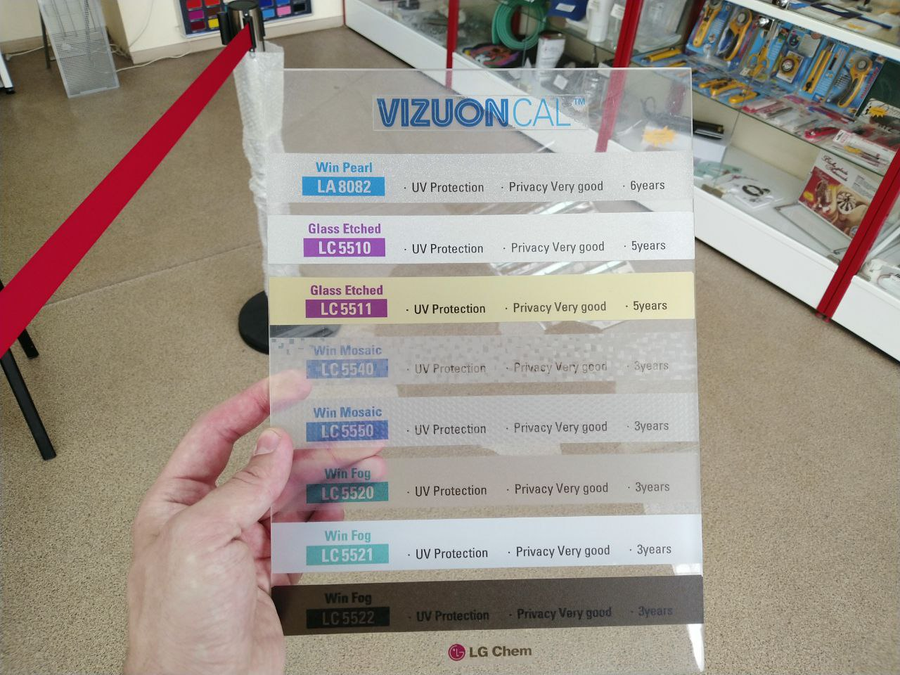 VIZUONCAL™
Win Pearl
LA 8082 · UV Protection · Privacy Very good · 6years
Glass Etched
LC 5510 · UV Protection · Privacy Very good · 5years
Glass Etched
LC 5511 · UV Protection · Privacy Very good · 5years
Win Mosaic
LC 5540 · UV Protection · Privacy Very good · 3years
Win Mosaic
LC 5550 · UV Protection · Privacy Very good · 3years
Win Fog
LC 5520 · UV Protection · Privacy Very good · 3years
Win Fog
LC 5521 · UV Protection · Privacy Very good · 3years
Win Fog
LC 5522 · UV Protection · Privacy Very good · 3years
LG Chem